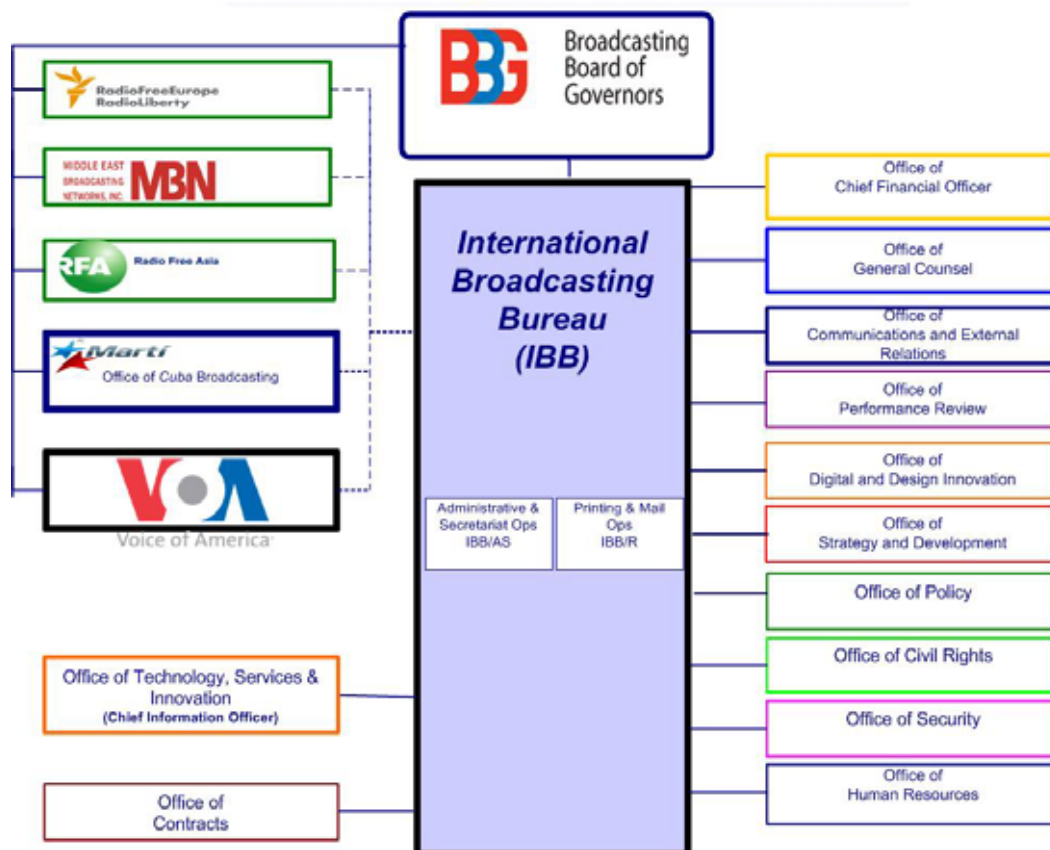 BBG
Broadcasting
Board of
Governors
RadioFreeEurope
RadioLiberty
MIDDLE EAST
BROADCASTING
NETWORKS, INC.
MBN
RFA
Radio Free Asia
Martí
Office of Cuba Broadcasting
VOA
Voice of America
International
Broadcasting
Bureau
(IBB)
Administrative &
Secretariat Ops
IBB/AS
Printing & Mail
Ops
IBB/R
Office of
Chief Financial Officer
Office of
General Counsel
Office of
Communications and External
Relations
Office of
Performance Review
Office of
Digital and Design Innovation
Office of
Strategy and Development
Office of Policy
Office of Civil Rights
Office of Security
Office of
Human Resources
Office of Technology, Services &
Innovation
(Chief Information Officer)
Office of
Contracts